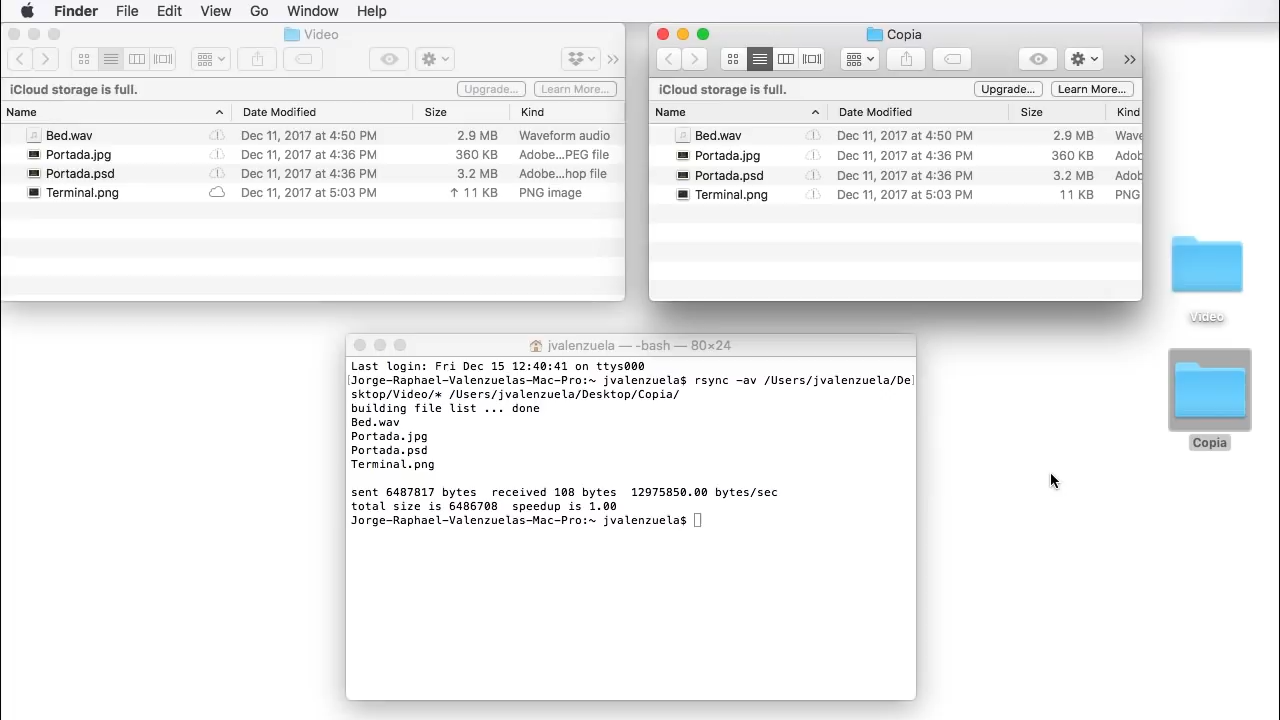 Finder File Edit View Go Window Help
Video
iCloud storage is full. Upgrade... Learn More...
Name Date Modified Size Kind
Bed.wav Dec 11, 2017 at 4:50 PM 2.9 MB Waveform audio
Portada.jpg Dec 11, 2017 at 4:36 PM 360 KB Adobe...PEG file
Portada.psd Dec 11, 2017 at 4:36 PM 3.2 MB Adobe...hop file
Terminal.png Dec 11, 2017 at 5:03 PM ↑ 11 KB PNG image
Copia
iCloud storage is full. Upgrade... Learn More...
Name Date Modified Size Kind
Bed.wav Dec 11, 2017 at 4:50 PM 2.9 MB Wave
Portada.jpg Dec 11, 2017 at 4:36 PM 360 KB Adob
Portada.psd Dec 11, 2017 at 4:36 PM 3.2 MB Adob
Terminal.png Dec 11, 2017 at 5:03 PM 11 KB PNG
Video
Copia
jvalenzuela — -bash — 80×24
Last login: Fri Dec 15 12:40:41 on ttys000
[Jorge-Raphael-Valenzuelas-Mac-Pro:~ jvalenzuela$ rsync -av /Users/jvalenzuela/De]
sktop/Video/* /Users/jvalenzuela/Desktop/Copia/
building file list ... done
Bed.wav
Portada.jpg
Portada.psd
Terminal.png
sent 6487817 bytes received 108 bytes 12975850.00 bytes/sec
total size is 6486708 speedup is 1.00
Jorge-Raphael-Valenzuelas-Mac-Pro:~ jvalenzuela$